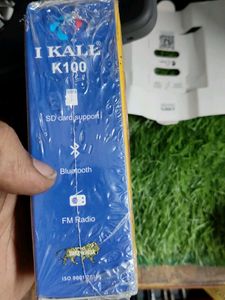 I KALL
K100
SD card support
Bluetooth
FM Radio